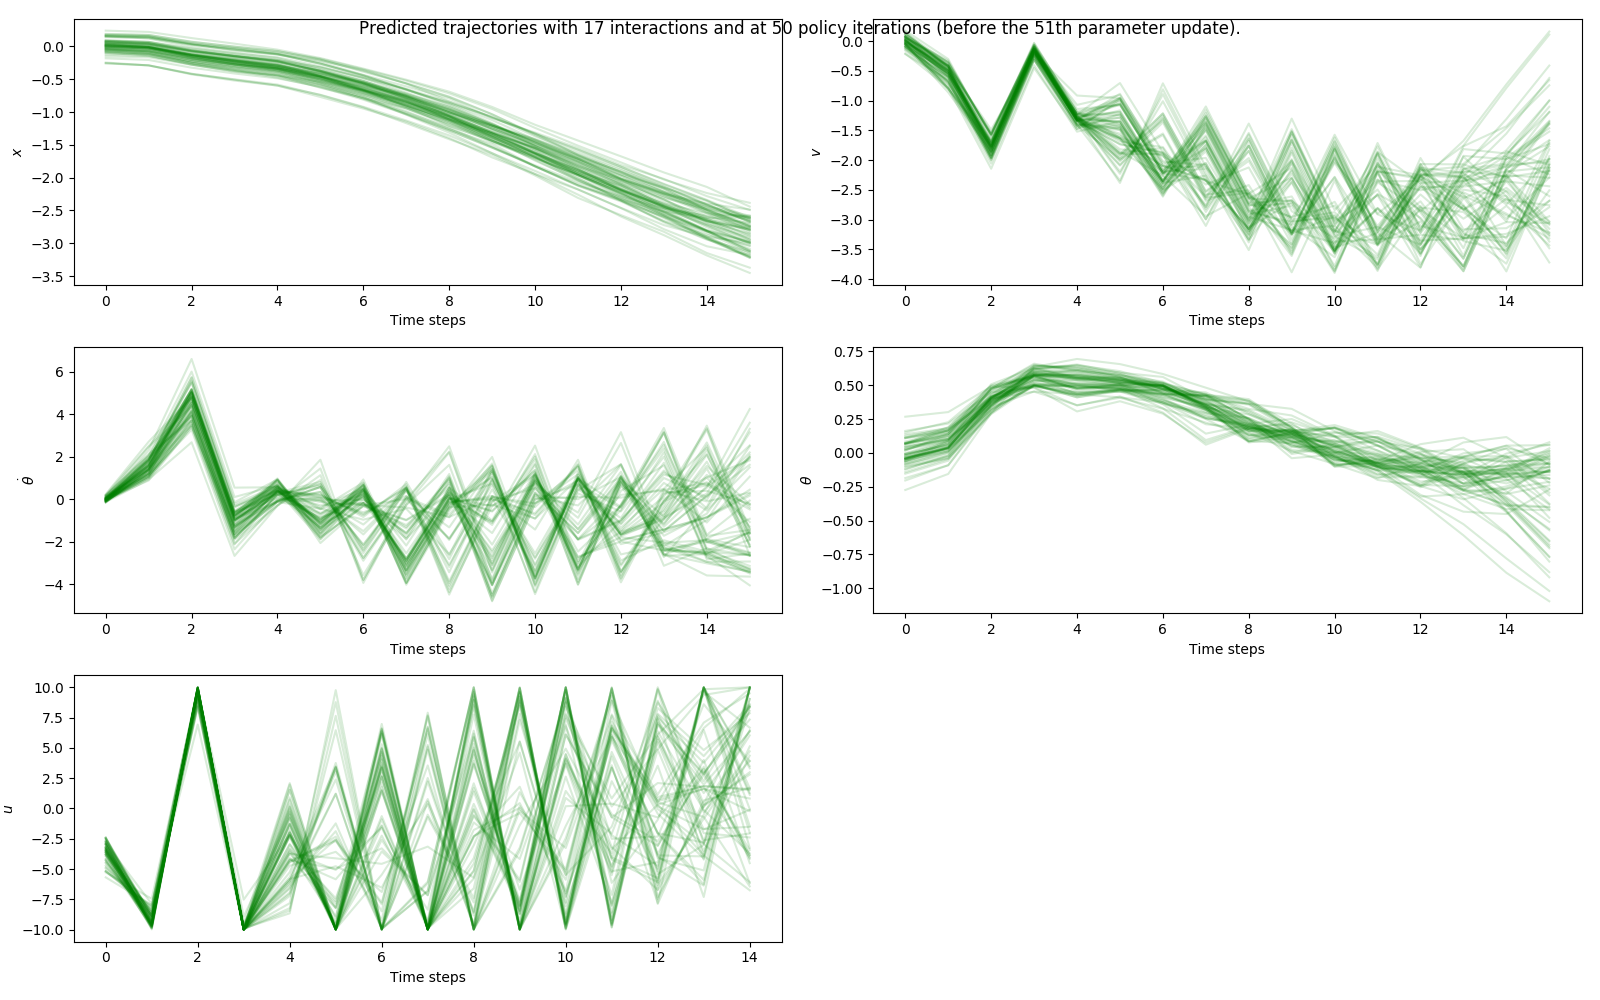 Predicted trajectories with 17 interactions and at 50 policy iterations (before the 51th parameter update).
0.0
−0.5
−1.0
−1.5
−2.0
−2.5
−3.0
−3.5
x
0 2 4 6 8 10 12 14
Time steps
0.0
−0.5
−1.0
−1.5
−2.0
−2.5
−3.0
−3.5
−4.0
v
0 2 4 6 8 10 12 14
Time steps
6
4
2
0
−2
−4
θ̇
0 2 4 6 8 10 12 14
Time steps
0.75
0.50
0.25
0.00
−0.25
−0.50
−0.75
−1.00
θ
0 2 4 6 8 10 12 14
Time steps
10.0
7.5
5.0
2.5
0.0
−2.5
−5.0
−7.5
−10.0
u
0 2 4 6 8 10 12 14
Time steps